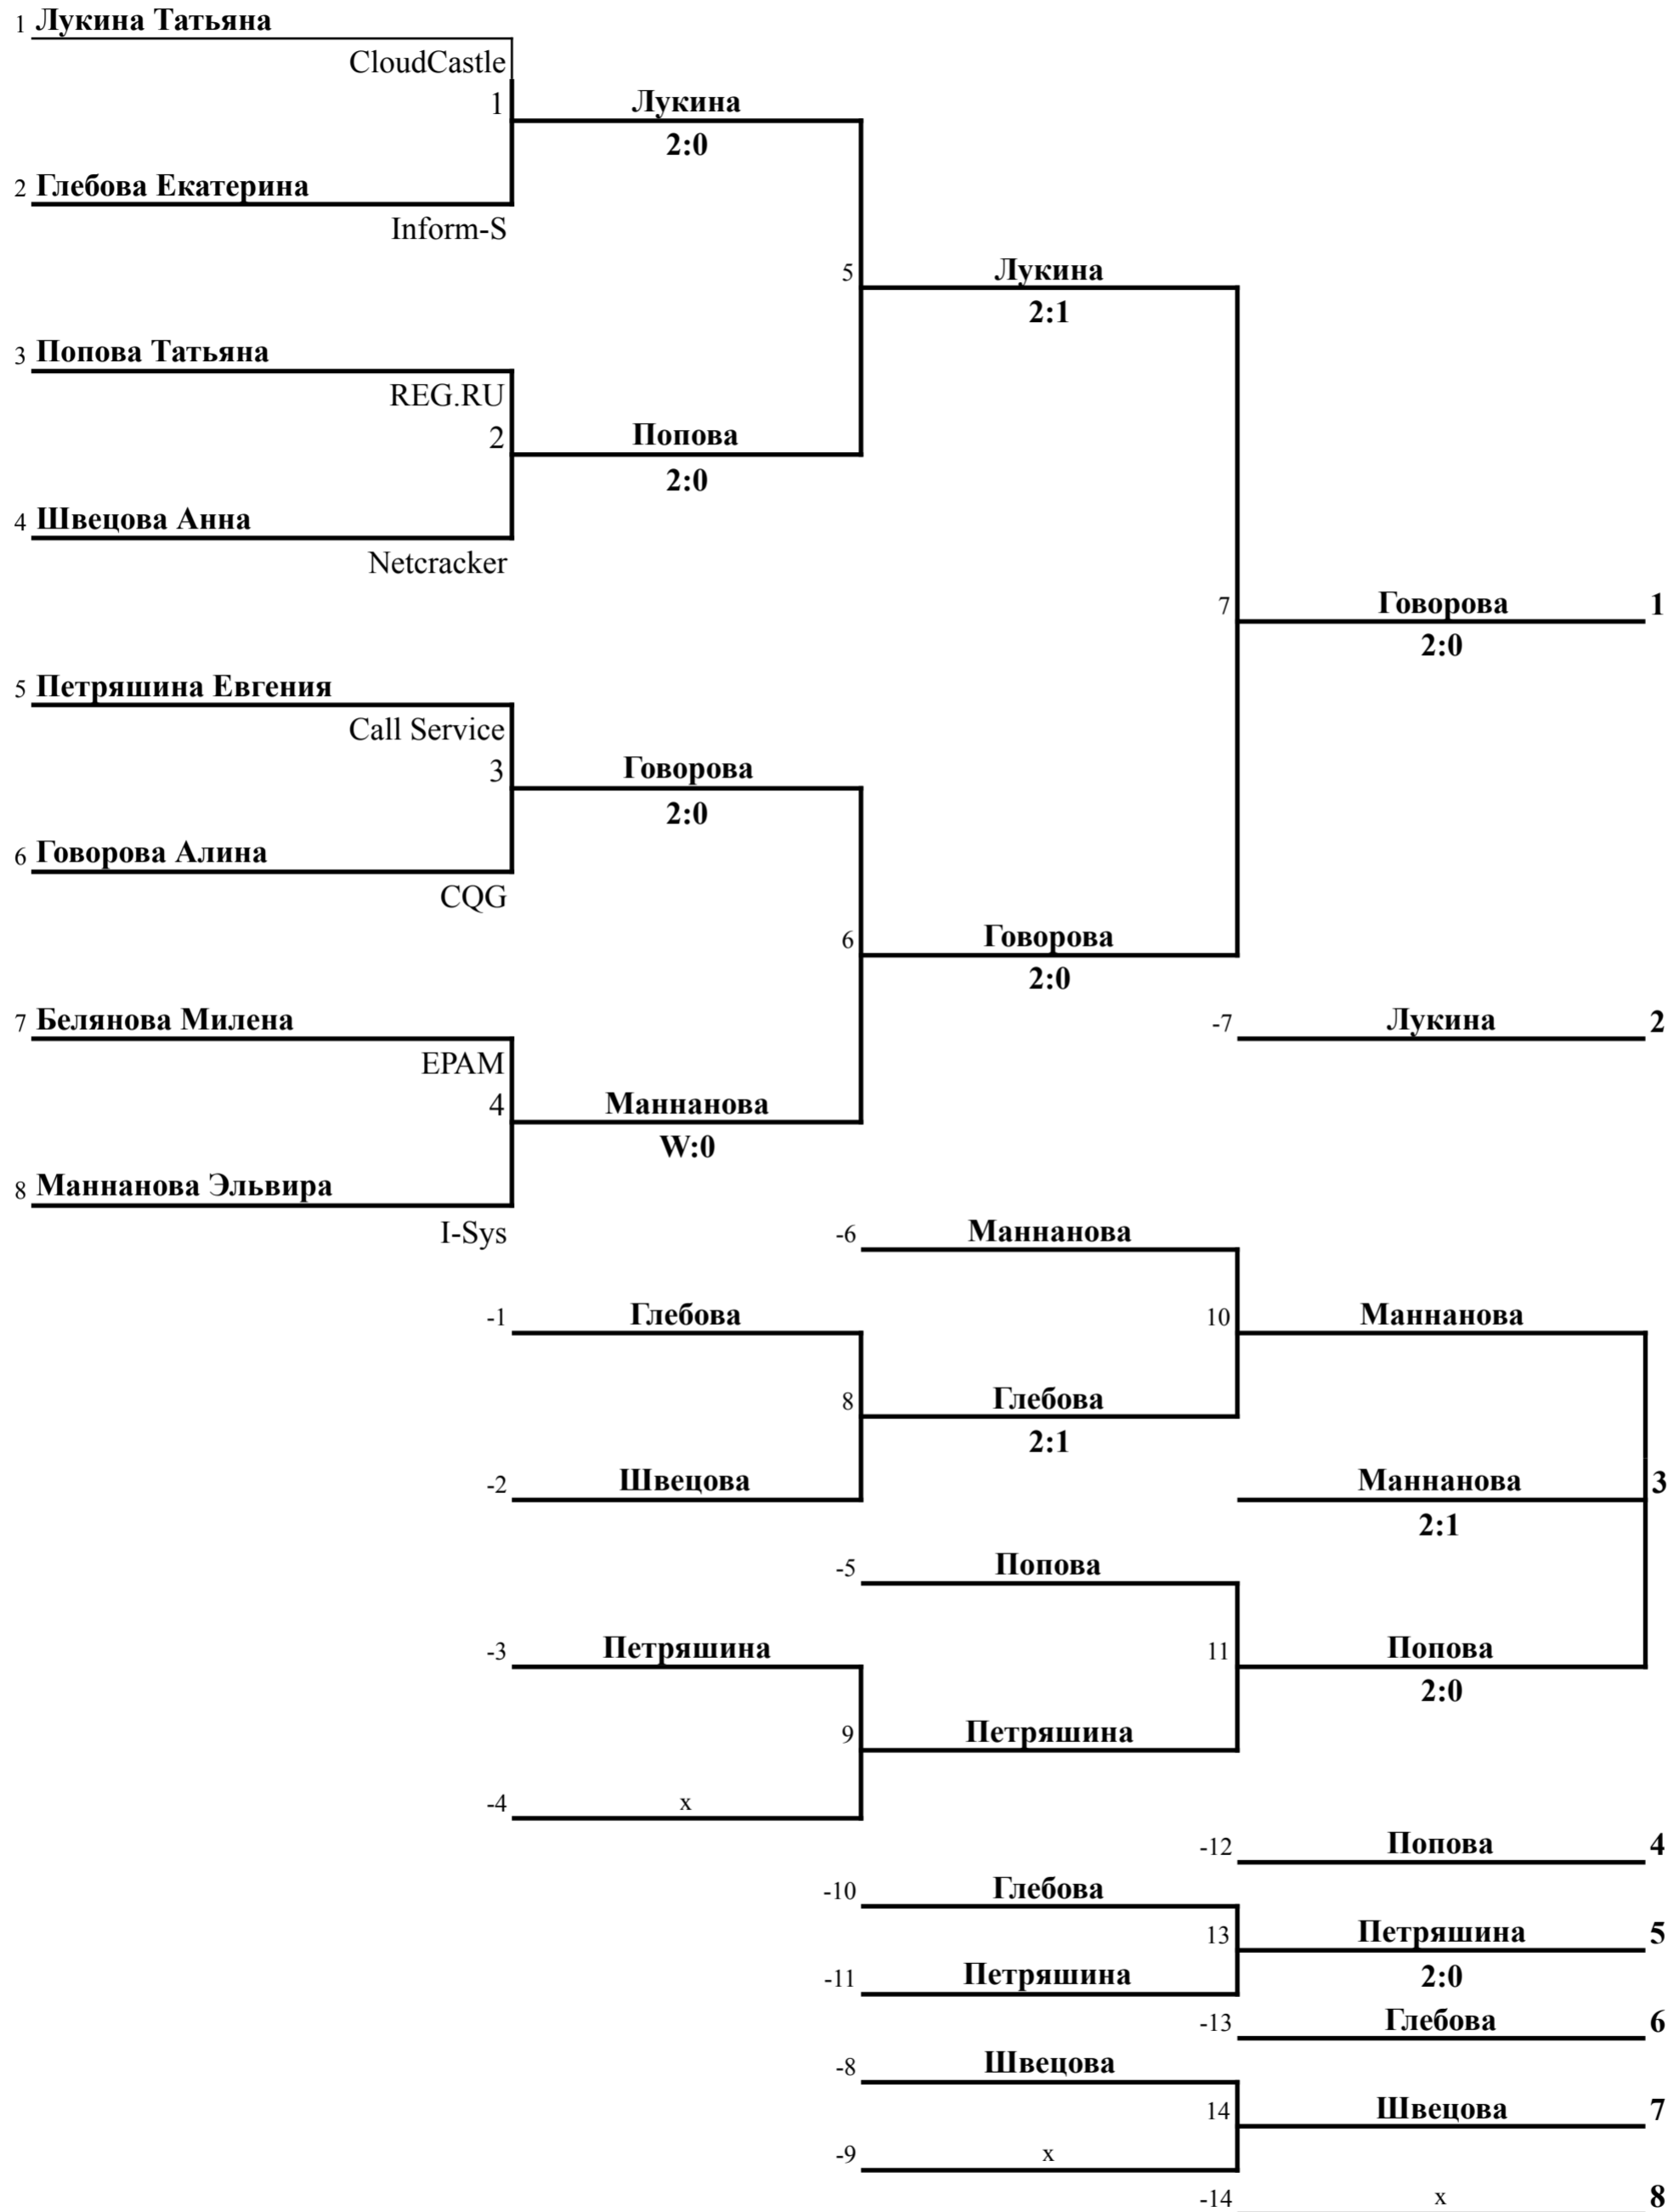 1 Лукина Татьяна
CloudCastle
1 Лукина
2:0
2 Глебова Екатерина
Inform-S
5 Лукина
2:1
3 Попова Татьяна
REG.RU
2 Попова
2:0
4 Швецова Анна
Netcracker
7 Говорова 1
2:0
5 Петряшина Евгения
Call Service
3 Говорова
2:0
6 Говорова Алина
CQG
6 Говорова
2:0
7 Белянова Милена
-7 Лукина 2
EPAM
4 Маннанова
W:0
8 Маннанова Эльвира
I-Sys
-6 Маннанова
-1 Глебова
10 Маннанова
8 Глебова
2:1
-2 Швецова
Маннанова 3
2:1
-5 Попова
-3 Петряшина
11 Попова
2:0
9 Петряшина
-4 x
-12 Попова 4
-10 Глебова
13 Петряшина 5
2:0
-11 Петряшина
-13 Глебова 6
-8 Швецова
14 Швецова 7
-9 x
-14 x 8